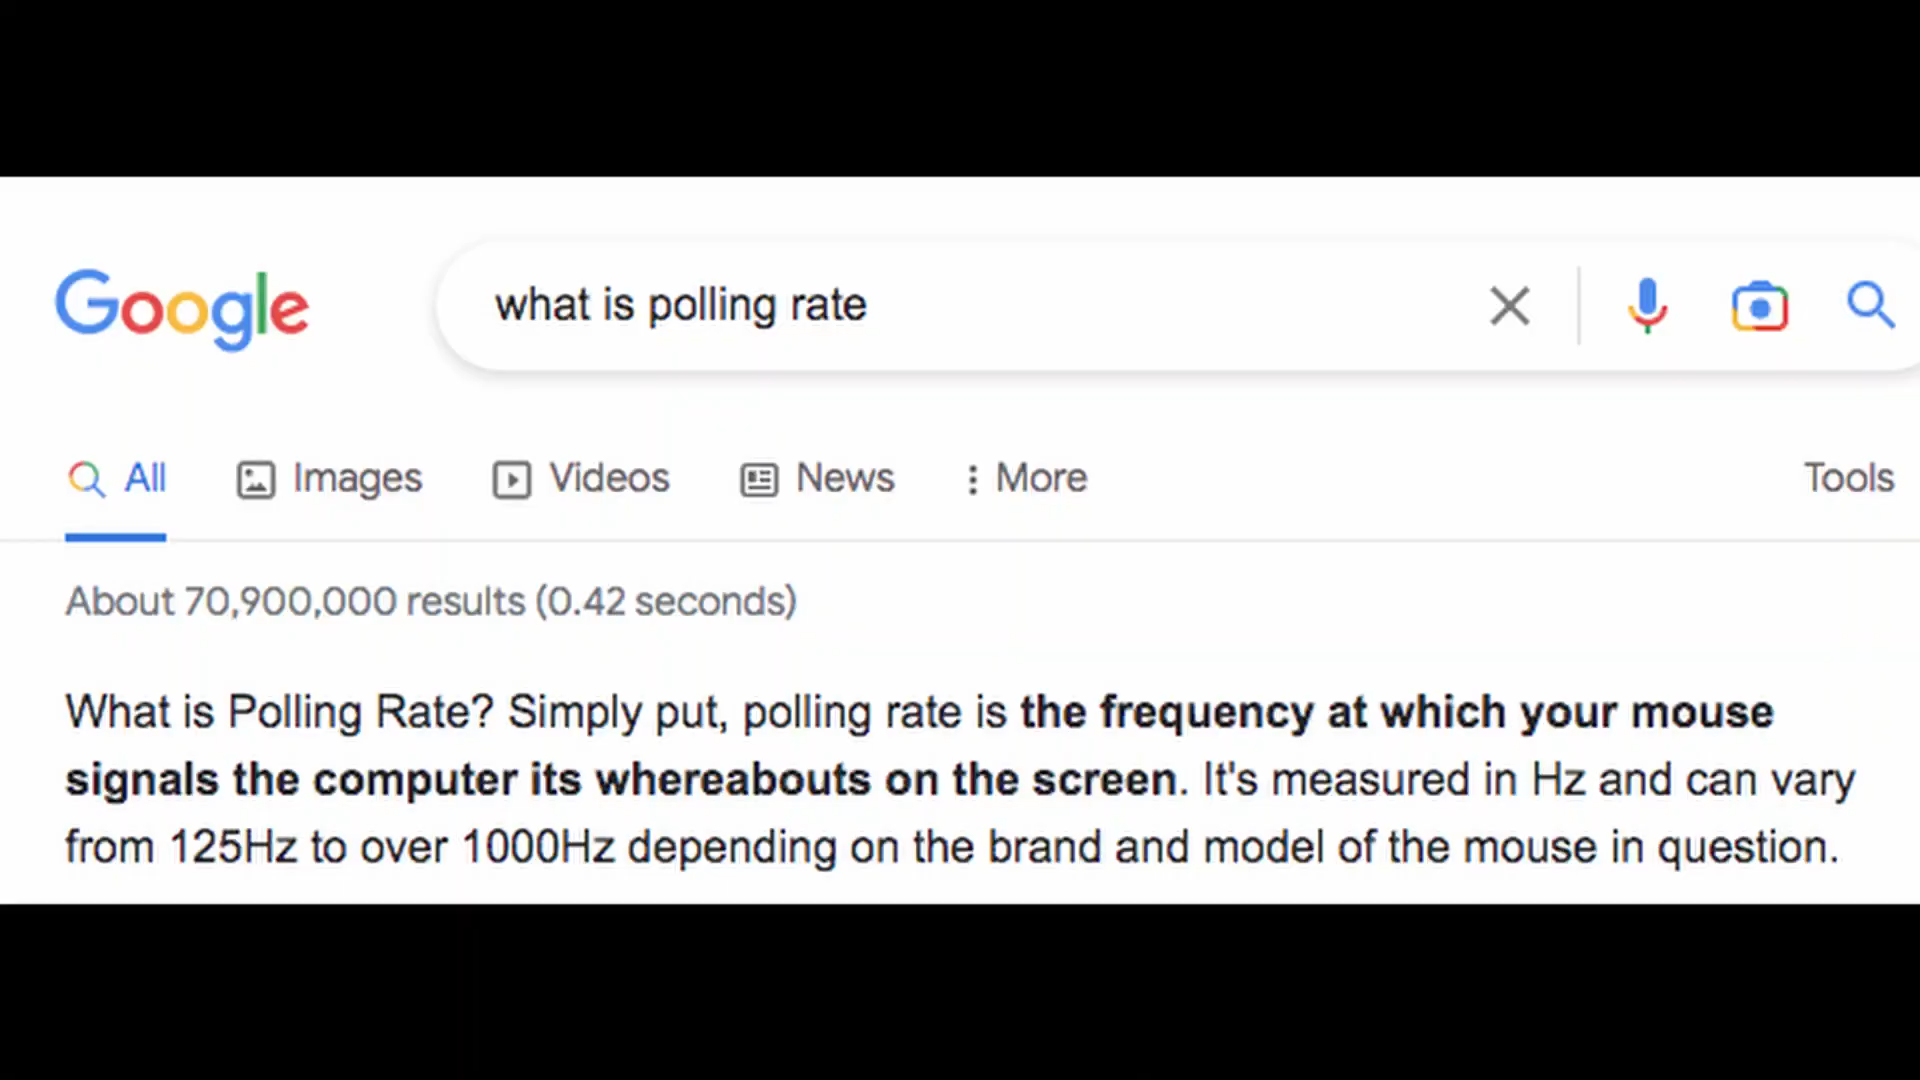 Google
what is polling rate
All Images Videos News More Tools
About 70,900,000 results (0.42 seconds)
What is Polling Rate? Simply put, polling rate is the frequency at which your mouse
signals the computer its whereabouts on the screen. It's measured in Hz and can vary
from 125Hz to over 1000Hz depending on the brand and model of the mouse in question.